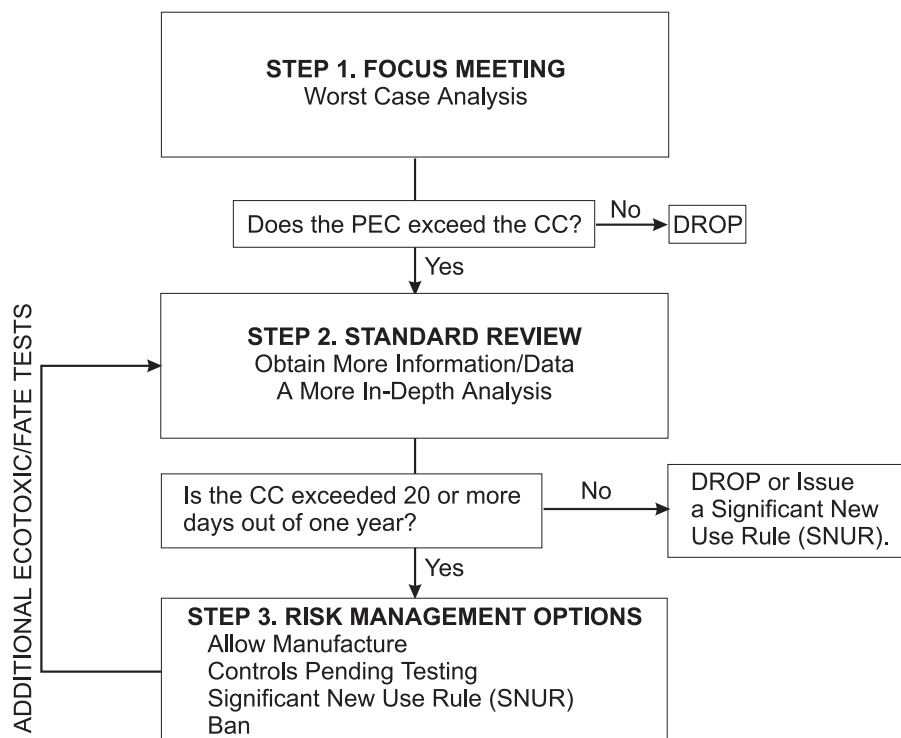 STEP 1. FOCUS MEETING
Worst Case Analysis
Does the PEC exceed the CC?
No
DROP
Yes
STEP 2. STANDARD REVIEW
Obtain More Information/Data
A More In-Depth Analysis
ADDITIONAL ECOTOXIC/FATE TESTS
Is the CC exceeded 20 or more
days out of one year?
No
DROP or Issue
a Significant New
Use Rule (SNUR).
Yes
STEP 3. RISK MANAGEMENT OPTIONS
Allow Manufacture
Controls Pending Testing
Significant New Use Rule (SNUR)
Ban